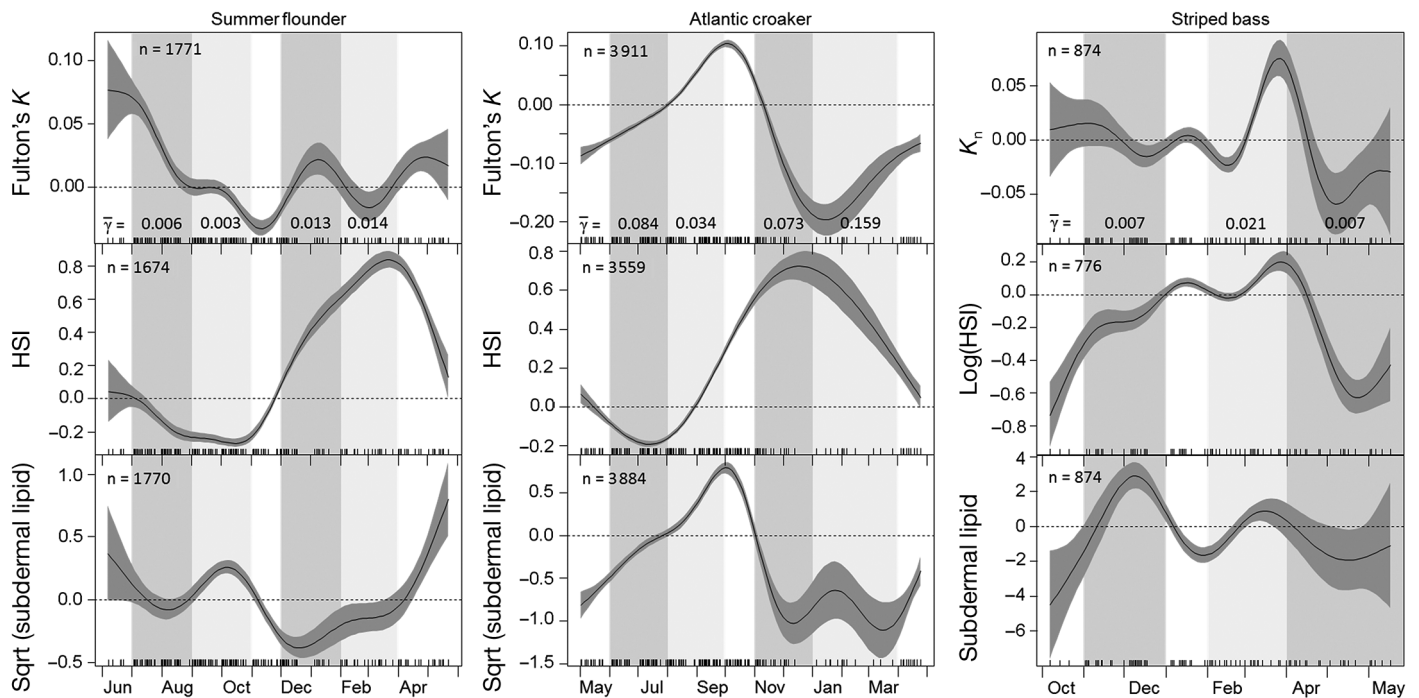 Summer flounder
Atlantic croaker
Striped bass
Fulton's K
0.10
0.05
0.00
n = 1771
γ̅ = 0.006 0.003 0.013 0.014
Fulton's K
0.10
0.00
−0.10
−0.20
n = 3911
γ̅ = 0.084 0.034 0.073 0.159
Kn
0.05
0.00
−0.05
n = 874
γ̅ = 0.007 0.021 0.007
HSI
0.8
0.6
0.4
0.2
0.0
−0.2
n = 1674
HSI
0.8
0.6
0.4
0.2
0.0
−0.2
n = 3559
Log(HSI)
0.2
0.0
−0.2
−0.4
−0.6
−0.8
n = 776
Sqrt (subdermal lipid)
1.0
0.5
0.0
−0.5
n = 1770
Sqrt (subdermal lipid)
0.5
0.0
−0.5
−1.0
−1.5
n = 3884
Subdermal lipid
4
2
0
−2
−4
−6
n = 874
Jun Aug Oct Dec Feb Apr
May Jul Sep Nov Jan Mar
Oct Dec Feb Apr May